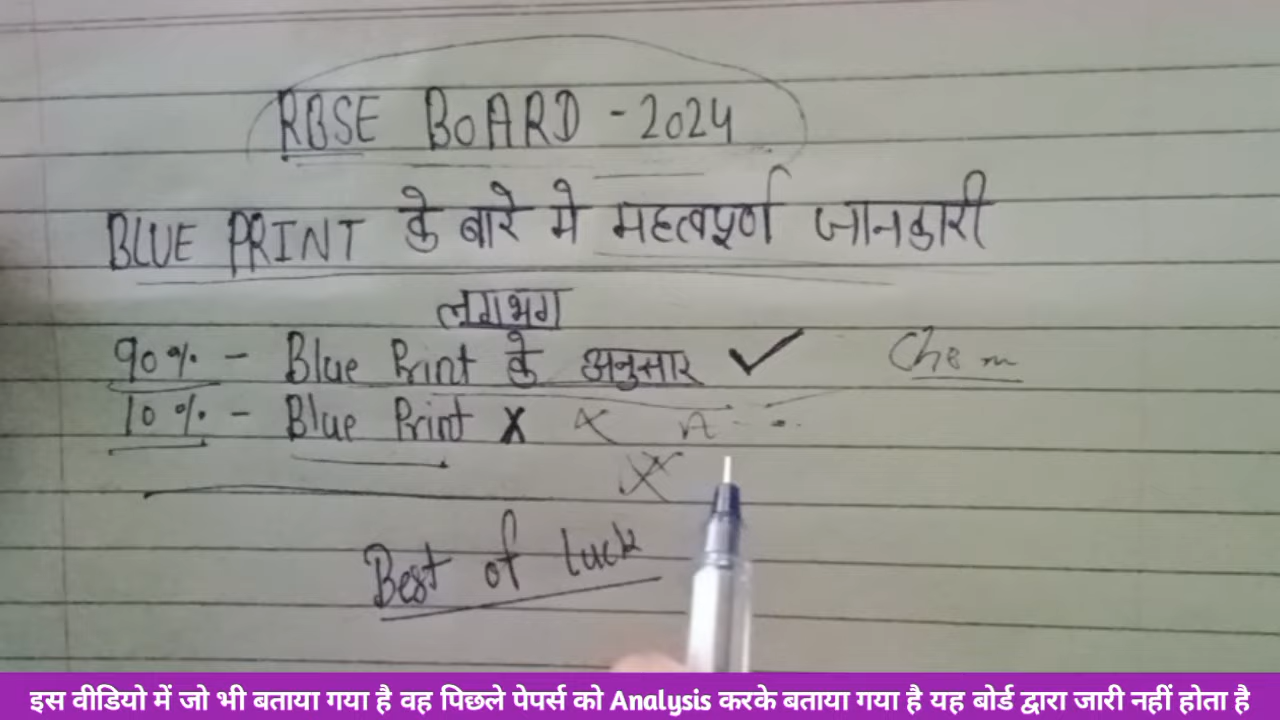 RBSE BOARD - 2024
BLUE PRINT के बारे मे महत्वपूर्ण जानकारी
लगभग
90% - Blue Print के अनुसार ✓ Chem
10% - Blue Print X X
X
Best of luck
इस वीडियो में जो भी बताया गया है वह पिछले पेपर्स को Analysis करके बताया गया है यह बोर्ड द्वारा जारी नहीं होता है